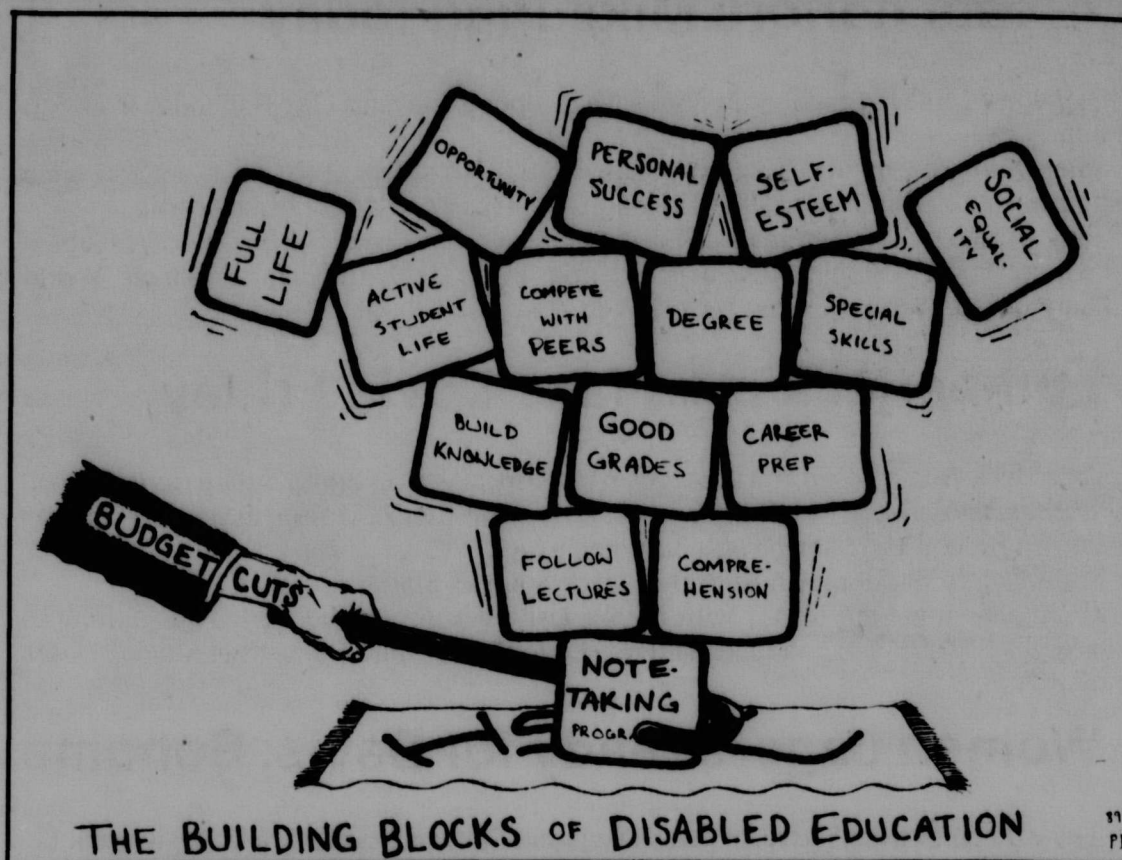 OPPORTUNITY
PERSONAL
SUCCESS
SELF-
ESTEEM
SOCIAL
EQUAL-
ITY
FULL
LIFE
ACTIVE
STUDENT
LIFE
COMPETE
WITH
PEERS
DEGREE
SPECIAL
SKILLS
BUILD
KNOWLEDGE
GOOD
GRADES
CAREER
PREP
FOLLOW
LECTURES
COMPRE-
HENSION
BUDGET
CUTS
NOTE-
TAKING
PROGRA
THE BUILDING BLOCKS OF DISABLED EDUCATION